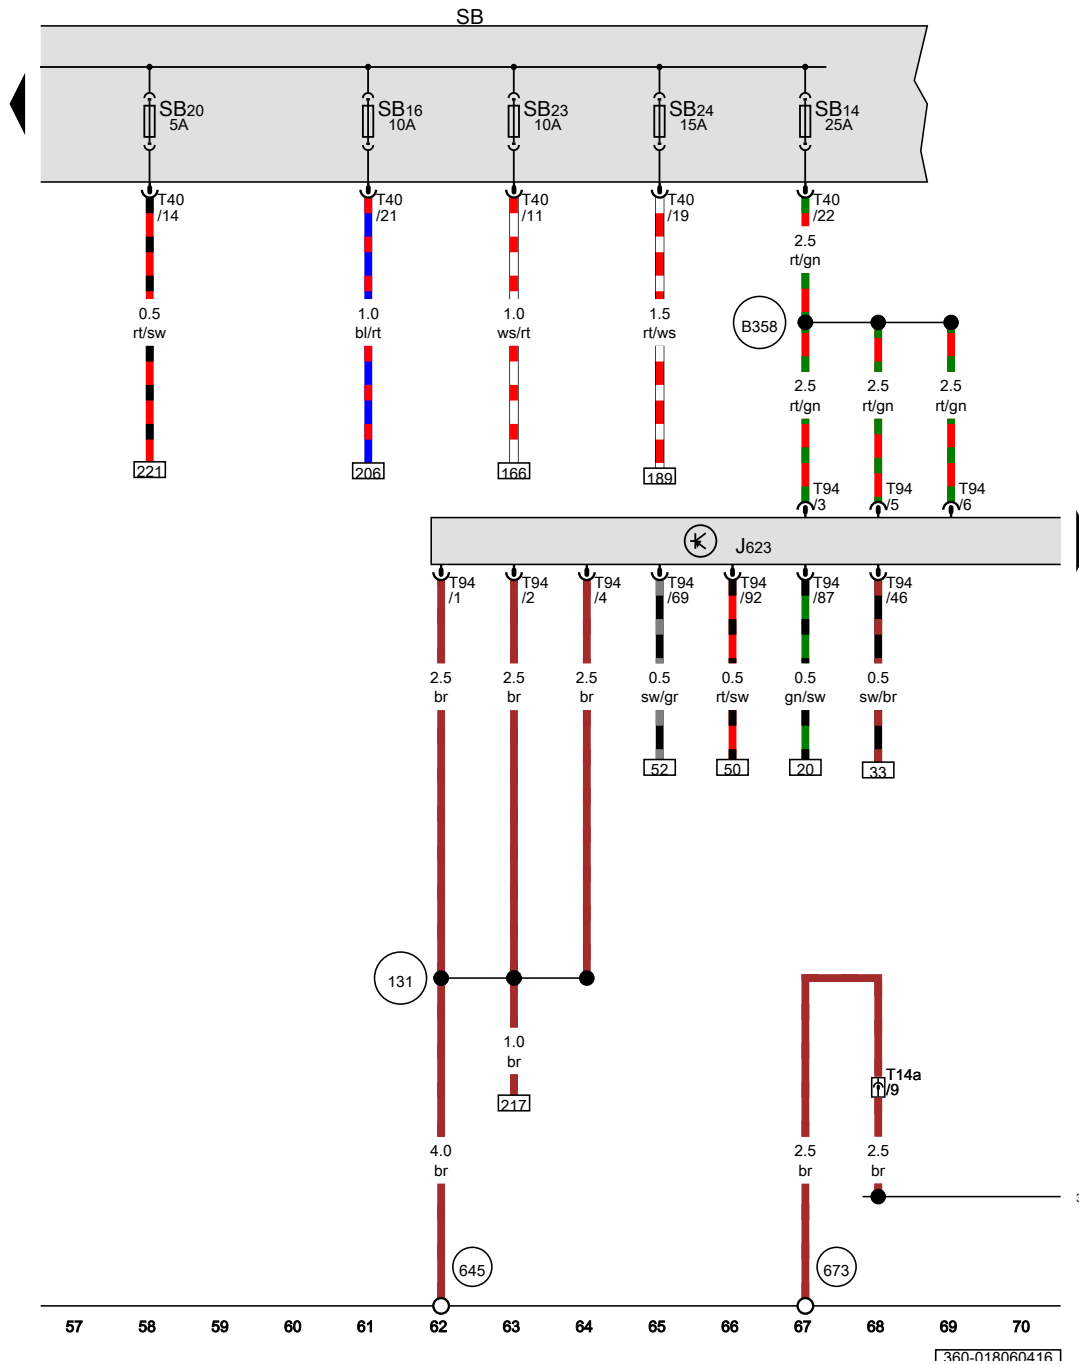 SB
SB20
5A
SB16
10A
SB23
10A
SB24
15A
SB14
25A
T40
/14
T40
/21
T40
/11
T40
/19
T40
/22
2.5
rt/gn
0.5
rt/sw
1.0
bl/rt
1.0
ws/rt
1.5
rt/ws
B358
2.5
rt/gn
2.5
rt/gn
2.5
rt/gn
221
206
166
189
T94
/3
T94
/5
T94
/6
J623
T94
/1
T94
/2
T94
/4
T94
/69
T94
/92
T94
/87
T94
/46
2.5
br
2.5
br
2.5
br
0.5
sw/gr
0.5
rt/sw
0.5
gn/sw
0.5
sw/br
52
50
20
33
131
1.0
br
217
T14a
/9
4.0
br
2.5
br
2.5
br
645
673
57 58 59 60 61 62 63 64 65 66 67 68 69 70
360-018060416